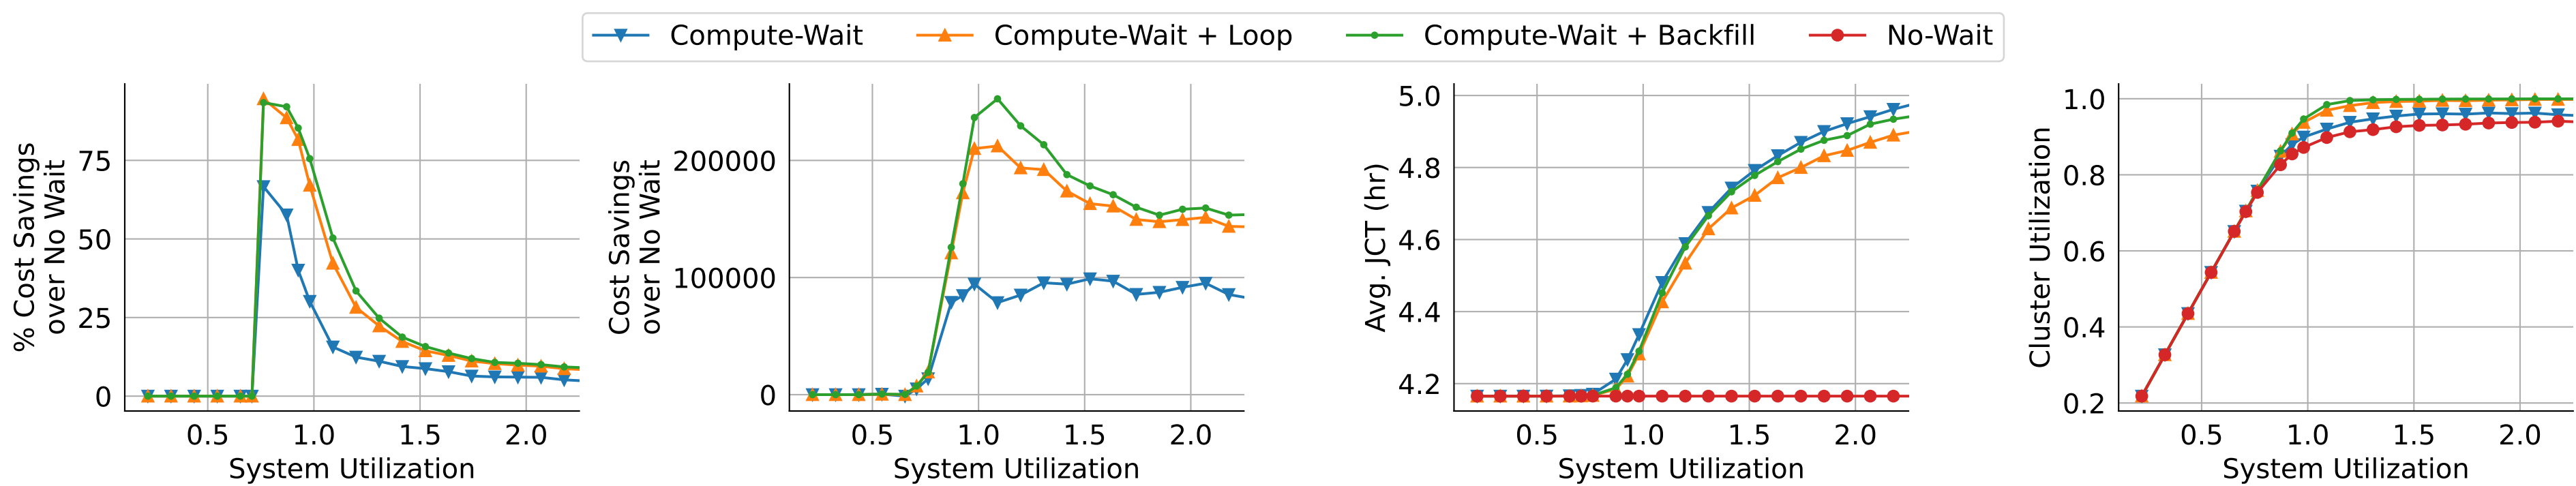 Compute-Wait
Compute-Wait + Loop
Compute-Wait + Backfill
No-Wait
% Cost Savings
over No Wait
75
50
25
0
0.5
1.0
1.5
2.0
System Utilization
Cost Savings
over No Wait
200000
100000
0
0.5
1.0
1.5
2.0
System Utilization
Avg. JCT (hr)
5.0
4.8
4.6
4.4
4.2
0.5
1.0
1.5
2.0
System Utilization
Cluster Utilization
1.0
0.8
0.6
0.4
0.2
0.5
1.0
1.5
2.0
System Utilization